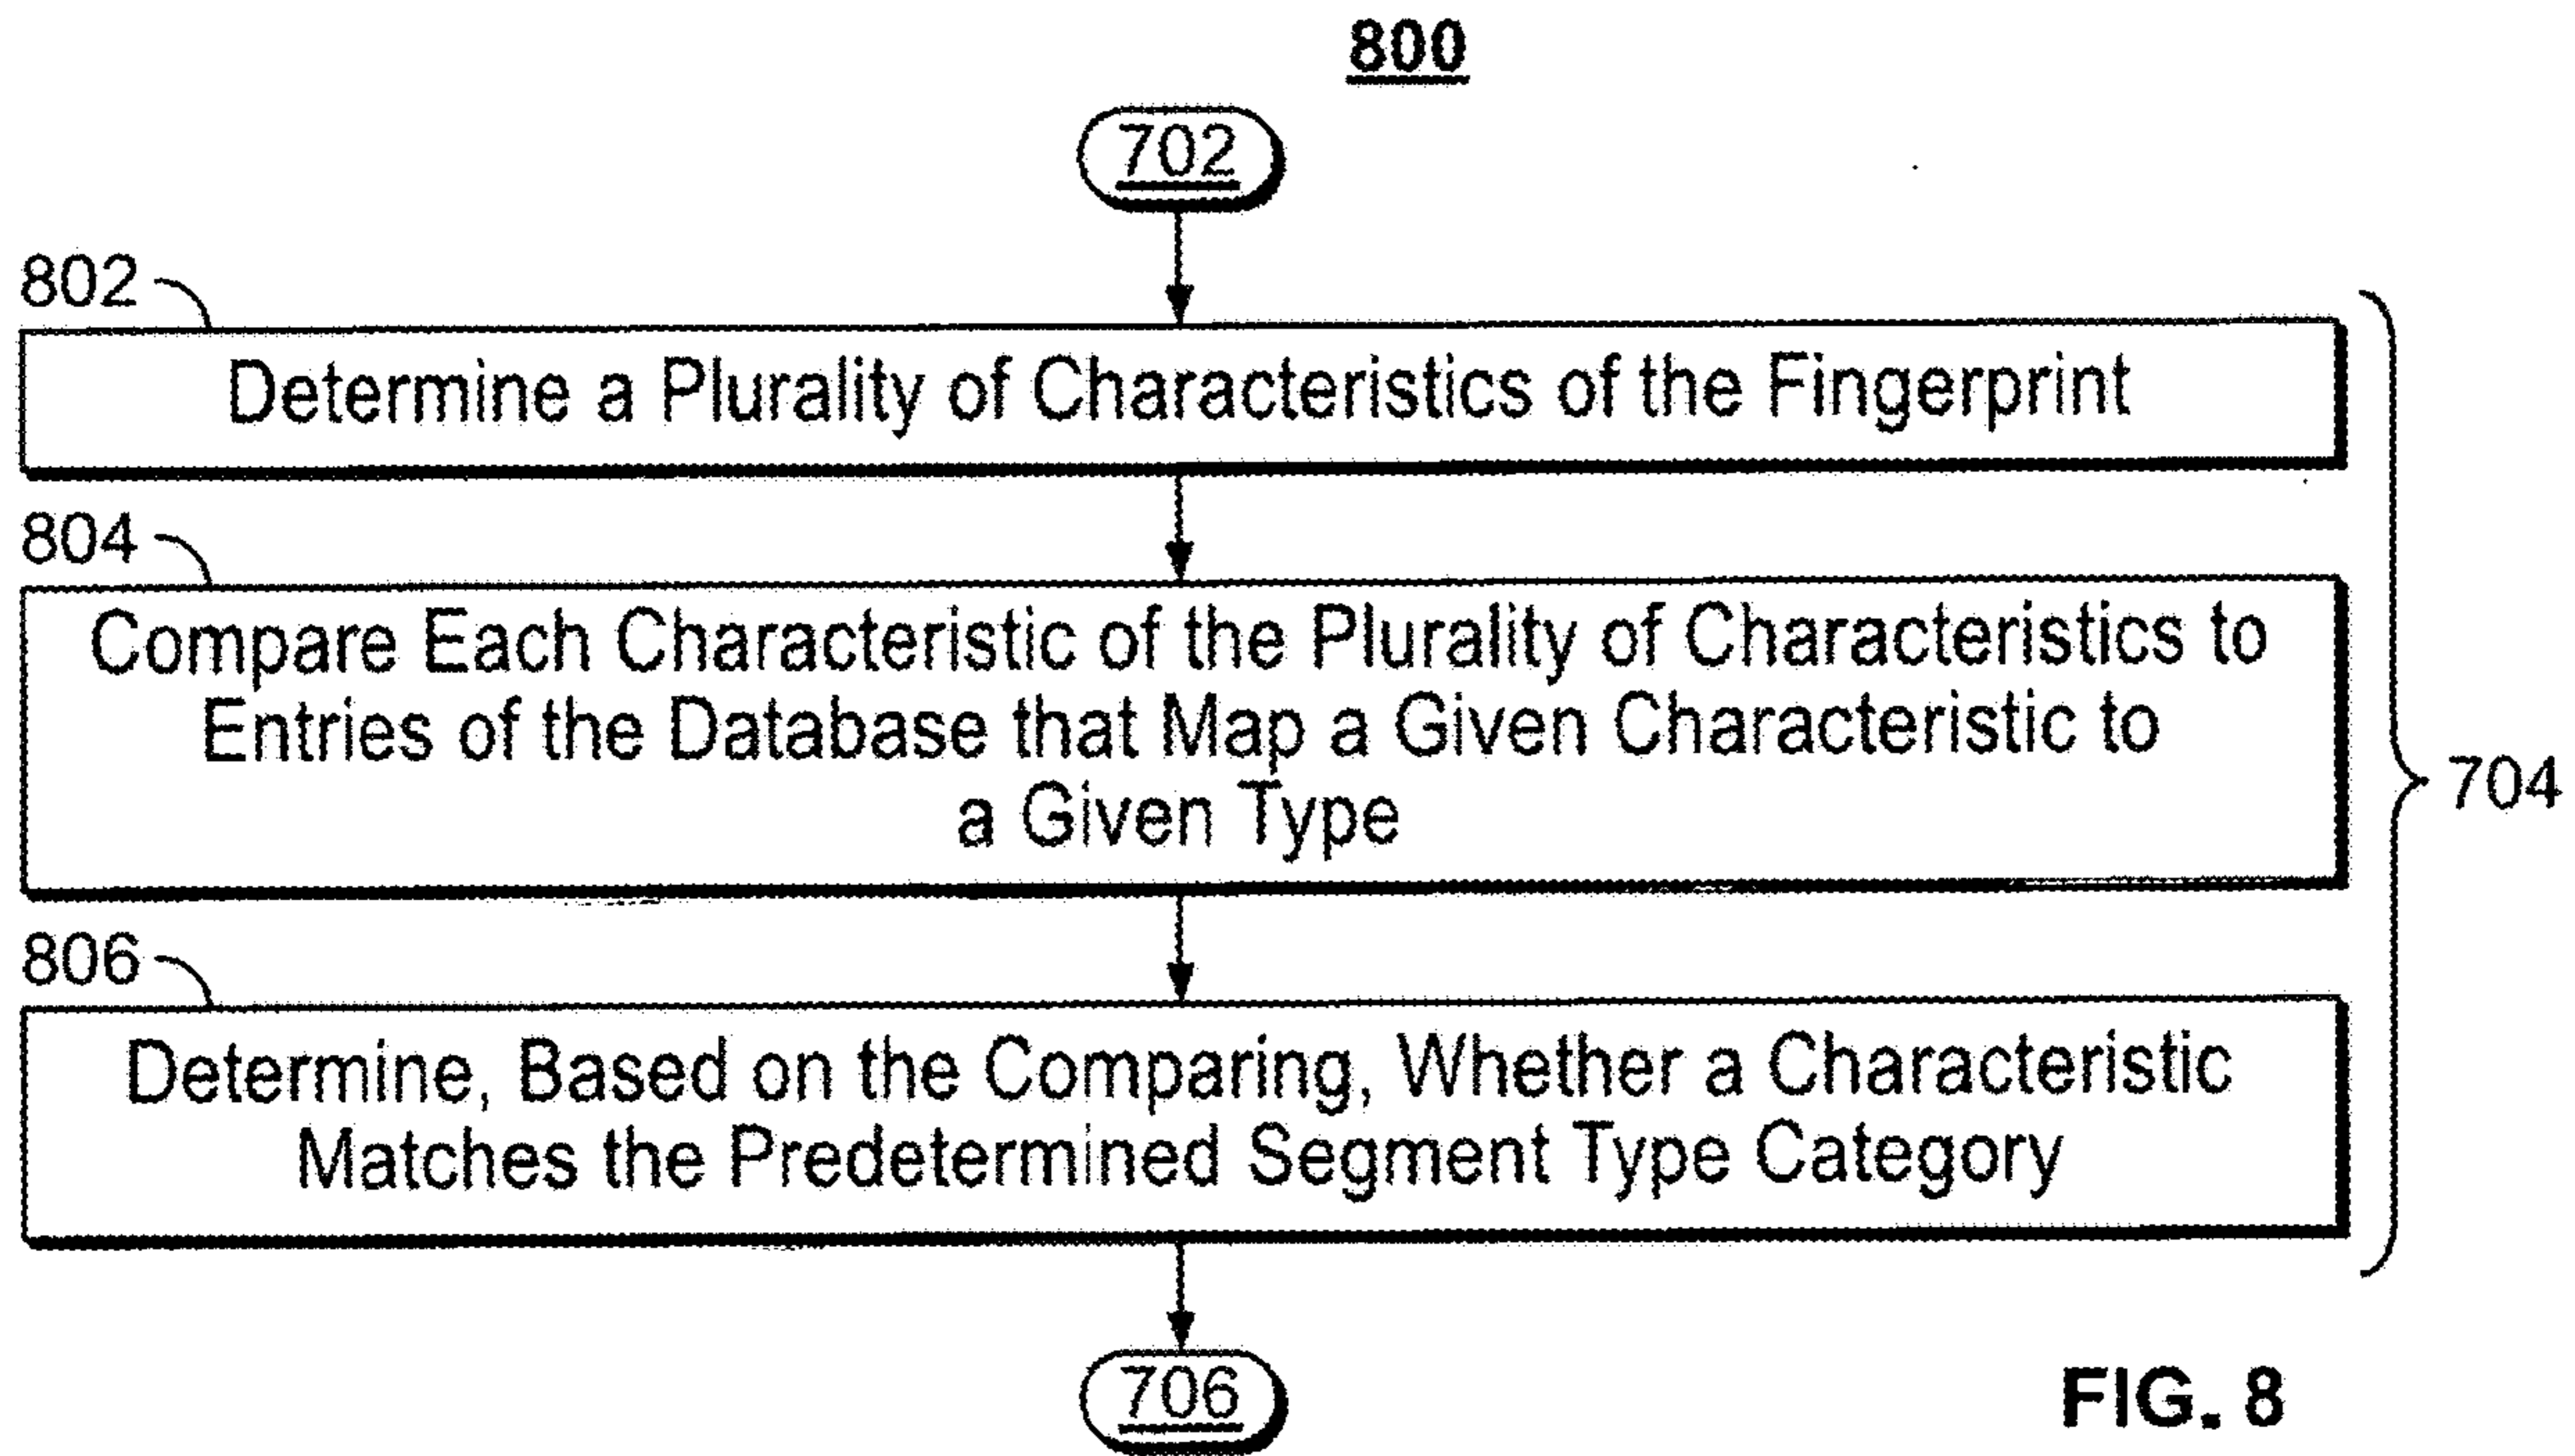 800
702
802
Determine a Plurality of Characteristics of the Fingerprint
804
Compare Each Characteristic of the Plurality of Characteristics to
Entries of the Database that Map a Given Characteristic to
a Given Type
704
806
Determine, Based on the Comparing, Whether a Characteristic
Matches the Predetermined Segment Type Category
706
FIG. 8